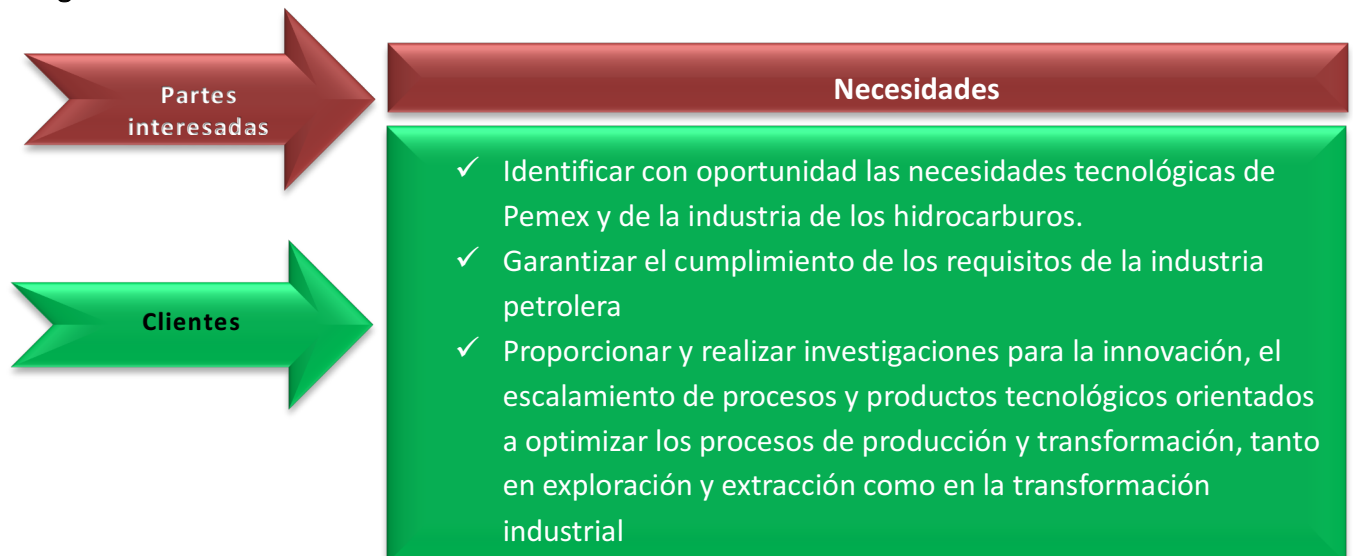 Partes
interesadas
Necesidades
Clientes
✓ Identificar con oportunidad las necesidades tecnológicas de
Pemex y de la industria de los hidrocarburos.
✓ Garantizar el cumplimiento de los requisitos de la industria
petrolera
✓ Proporcionar y realizar investigaciones para la innovación, el
escalamiento de procesos y productos tecnológicos orientados
a optimizar los procesos de producción y transformación, tanto
en exploración y extracción como en la transformación
industrial